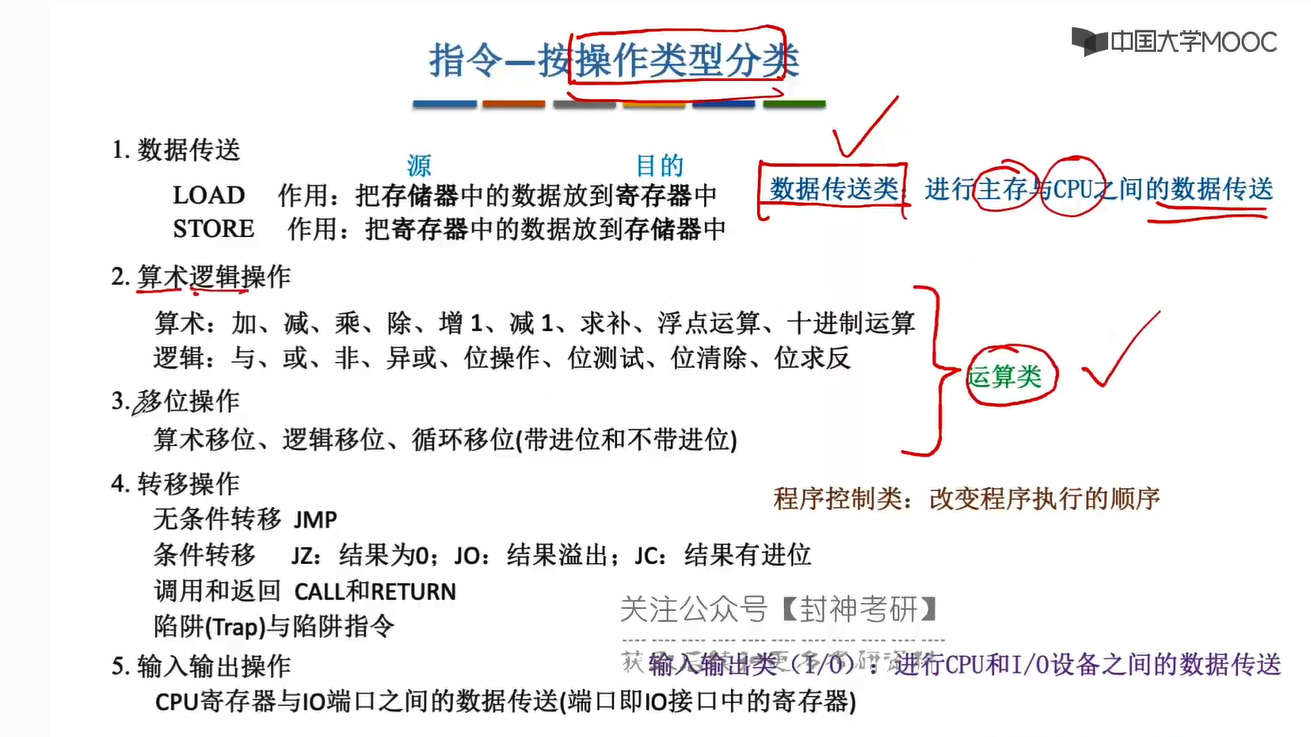 中国大学MOOC
指令—按操作类型分类
1. 数据传送
源 目的
LOAD 作用：把存储器中的数据放到寄存器中
数据传送类：进行主存与CPU之间的数据传送
STORE 作用：把寄存器中的数据放到存储器中
2. 算术逻辑操作
算术：加、减、乘、除、增 1、减 1、求补、浮点运算、十进制运算
逻辑：与、或、非、异或、位操作、位测试、位清除、位求反
运算类
3. 移位操作
算术移位、逻辑移位、循环移位(带进位和不带进位)
4. 转移操作
程序控制类：改变程序执行的顺序
无条件转移 JMP
条件转移 JZ：结果为0；JO：结果溢出；JC：结果有进位
调用和返回 CALL和RETURN
陷阱(Trap)与陷阱指令
关注公众号【封神考研】
5. 输入输出操作
输入输出类（I/O）：进行CPU和I/O设备之间的数据传送
CPU寄存器与IO端口之间的数据传送(端口即IO接口中的寄存器)